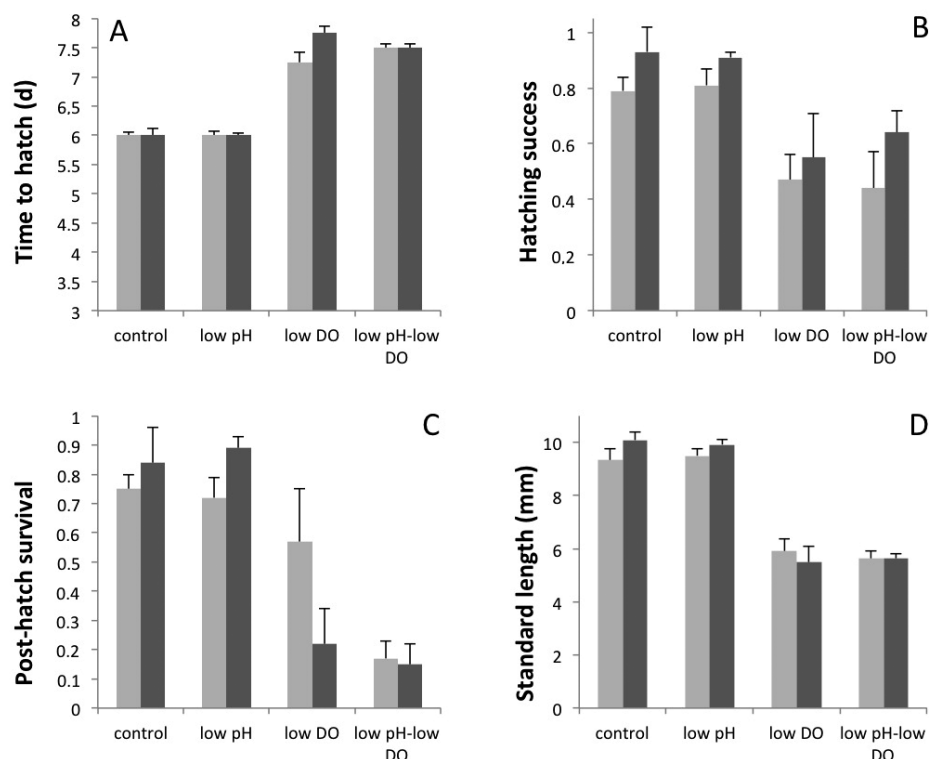 A
Time to hatch (d)
8
7.5
7
6.5
6
5.5
5
4.5
4
3.5
3
control low pH low DO low pH-low
DO
B
Hatching success
1
0.8
0.6
0.4
0.2
0
control low pH low DO low pH-low
DO
C
Post-hatch survival
1
0.9
0.8
0.7
0.6
0.5
0.4
0.3
0.2
0.1
0
control low pH low DO low pH-low
DO
D
Standard length (mm)
10
8
6
4
2
0
control low pH low DO low pH-low
DO